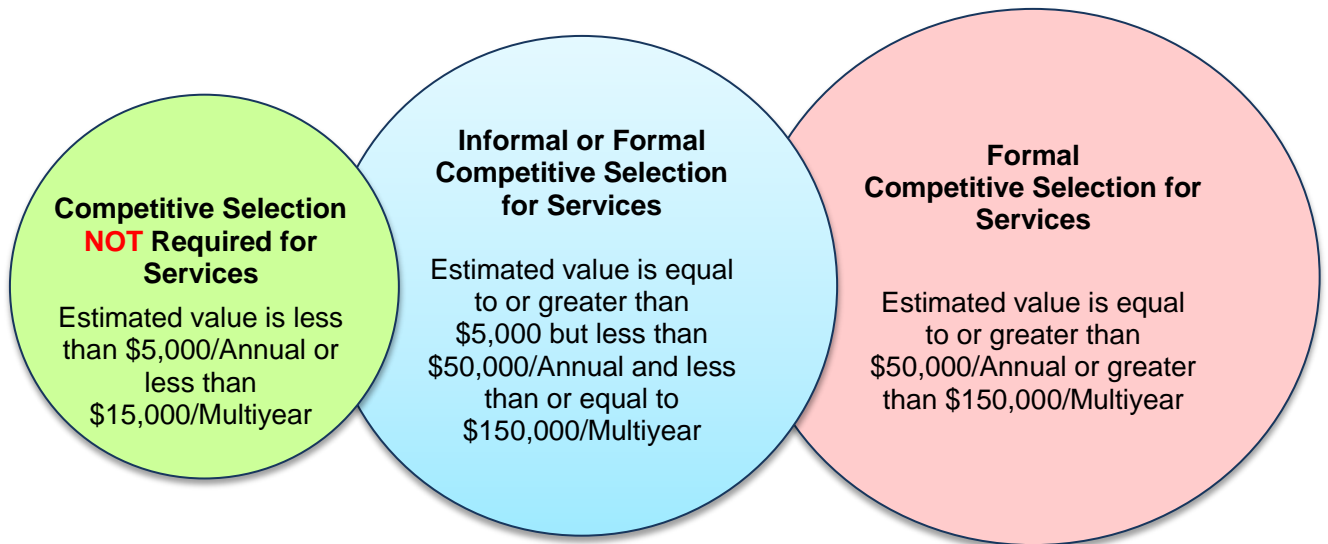 Competitive Selection
NOT Required for
Services
Estimated value is less
than $5,000/Annual or
less than
$15,000/Multiyear
Informal or Formal
Competitive Selection
for Services
Estimated value is equal
to or greater than
$5,000 but less than
$50,000/Annual and less
than or equal to
$150,000/Multiyear
Formal
Competitive Selection for
Services
Estimated value is equal
to or greater than
$50,000/Annual or greater
than $150,000/Multiyear